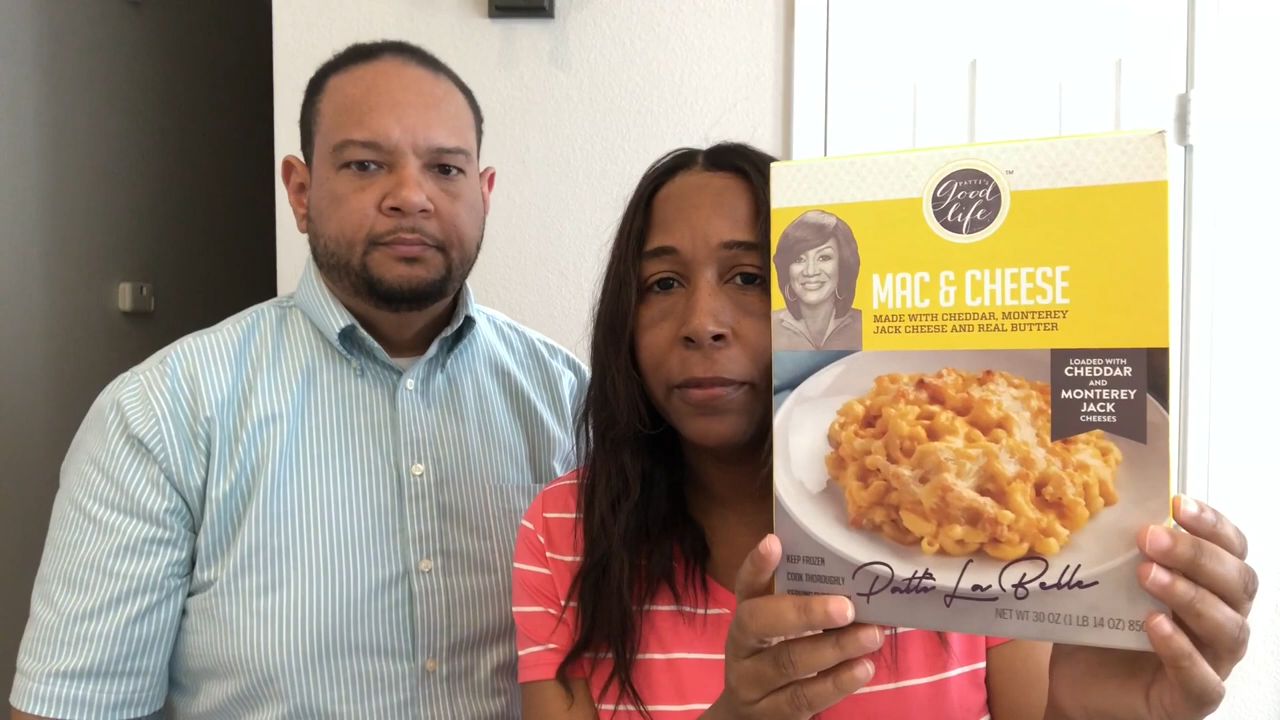 PATTI'S
Good
life
TM
MAC & CHEESE
MADE WITH CHEDDAR, MONTEREY
JACK CHEESE AND REAL BUTTER
LOADED WITH
CHEDDAR
AND
MONTEREY
JACK
CHEESES
KEEP FROZEN
COOK THOROUGHLY
Patti LaBelle
NET WT 30 OZ (1 LB 14 OZ)